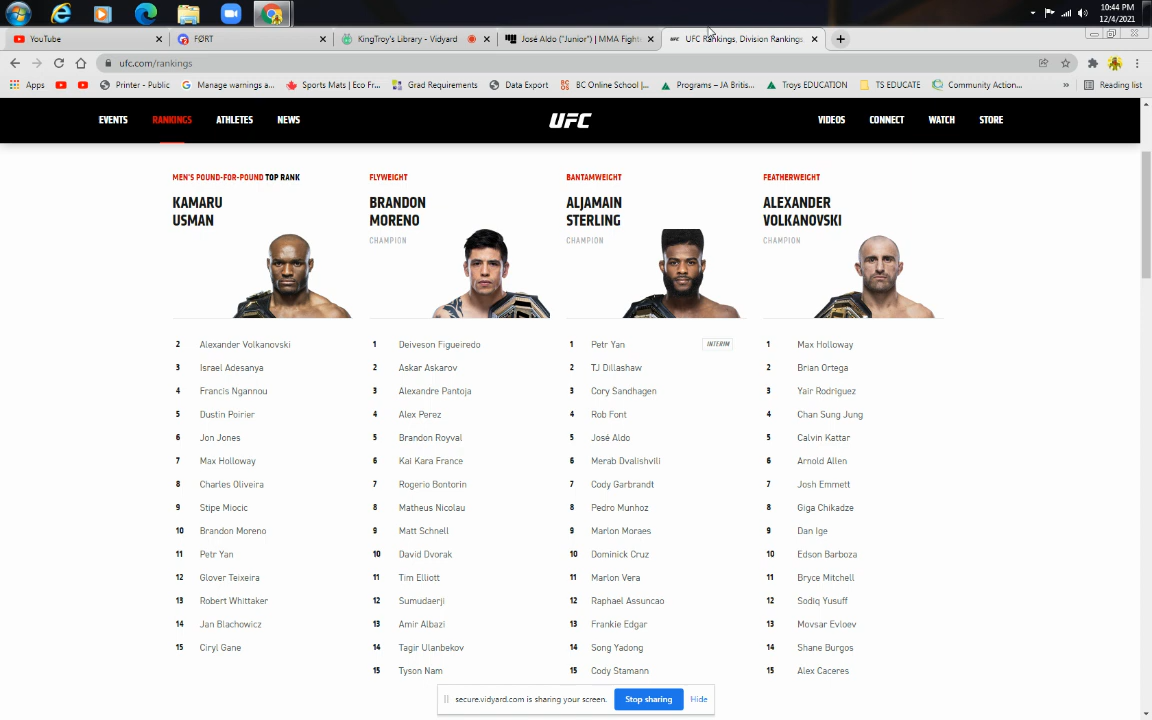 10:44 PM
12/4/2021
YouTube
FØRT
KingTroy's Library - Vidyard
José Aldo ("Junior") | MMA Fight
UFC Rankings, Division Rankings
ufc.com/rankings
Apps
Printer - Public
Manage warnings a...
Sports Mats | Eco Fr...
Grad Requirements
Data Export
BC Online School |...
Programs – JA Britis...
Troys EDUCATION
TS EDUCATE
Community Action...
»
Reading list
EVENTS
RANKINGS
ATHLETES
NEWS
UFC
VIDEOS
CONNECT
WATCH
STORE
MEN'S POUND-FOR-POUND TOP RANK
KAMARU
USMAN
2 Alexander Volkanovski
3 Israel Adesanya
4 Francis Ngannou
5 Dustin Poirier
6 Jon Jones
7 Max Holloway
8 Charles Oliveira
9 Stipe Miocic
10 Brandon Moreno
11 Petr Yan
12 Glover Teixeira
13 Robert Whittaker
14 Jan Blachowicz
15 Ciryl Gane
FLYWEIGHT
BRANDON
MORENO
CHAMPION
1 Deiveson Figueiredo
2 Askar Askarov
3 Alexandre Pantoja
4 Alex Perez
5 Brandon Royval
6 Kai Kara France
7 Rogerio Bontorin
8 Matheus Nicolau
9 Matt Schnell
10 David Dvorak
11 Tim Elliott
12 Sumudaerji
13 Amir Albazi
14 Tagir Ulanbekov
15 Tyson Nam
BANTAMWEIGHT
ALJAMAIN
STERLING
CHAMPION
1 Petr Yan INTERIM
2 TJ Dillashaw
3 Cory Sandhagen
4 Rob Font
5 José Aldo
6 Merab Dvalishvili
7 Cody Garbrandt
8 Pedro Munhoz
9 Marlon Moraes
10 Dominick Cruz
11 Marlon Vera
12 Raphael Assuncao
13 Frankie Edgar
14 Song Yadong
15 Cody Stamann
FEATHERWEIGHT
ALEXANDER
VOLKANOVSKI
CHAMPION
1 Max Holloway
2 Brian Ortega
3 Yair Rodriguez
4 Chan Sung Jung
5 Calvin Kattar
6 Arnold Allen
7 Josh Emmett
8 Giga Chikadze
9 Dan Ige
10 Edson Barboza
11 Bryce Mitchell
12 Sodiq Yusuff
13 Movsar Evloev
14 Shane Burgos
15 Alex Caceres
secure.vidyard.com is sharing your screen.
Stop sharing
Hide